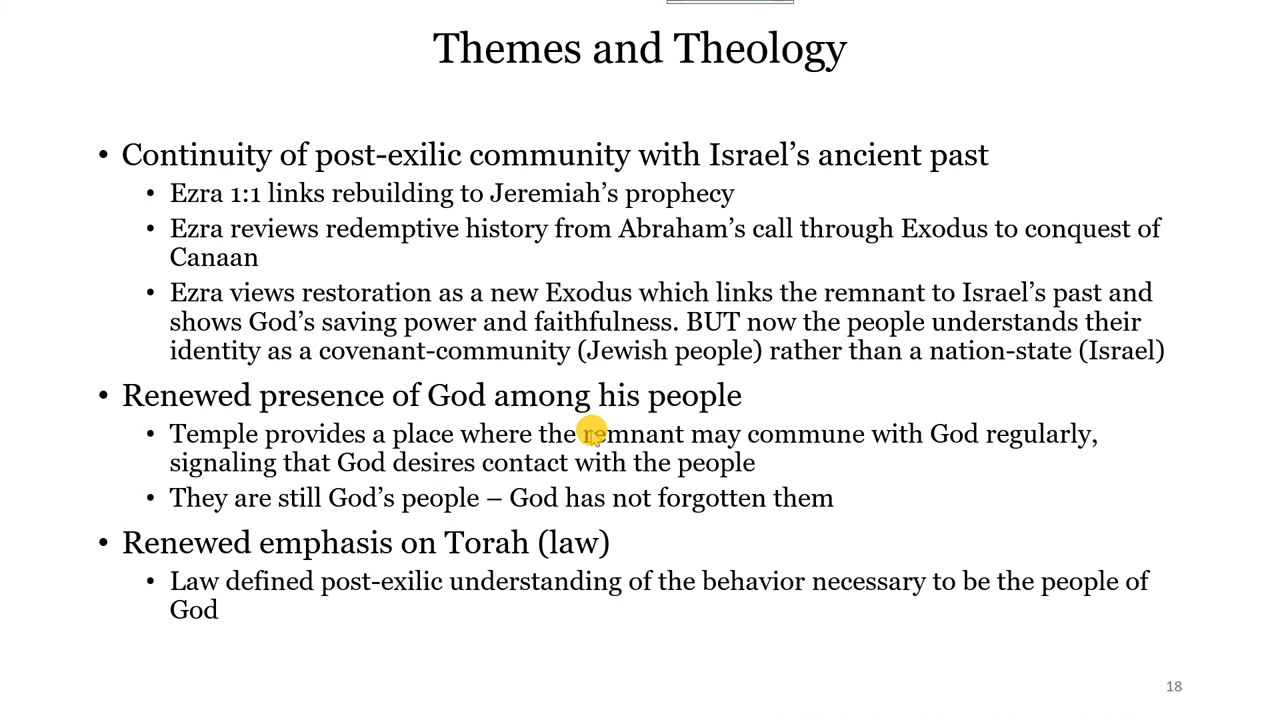 Themes and Theology
• Continuity of post-exilic community with Israel’s ancient past
• Ezra 1:1 links rebuilding to Jeremiah’s prophecy
• Ezra reviews redemptive history from Abraham’s call through Exodus to conquest of
Canaan
• Ezra views restoration as a new Exodus which links the remnant to Israel’s past and
shows God’s saving power and faithfulness. BUT now the people understands their
identity as a covenant-community (Jewish people) rather than a nation-state (Israel)
• Renewed presence of God among his people
• Temple provides a place where the remnant may commune with God regularly,
signaling that God desires contact with the people
• They are still God’s people – God has not forgotten them
• Renewed emphasis on Torah (law)
• Law defined post-exilic understanding of the behavior necessary to be the people of
God
18